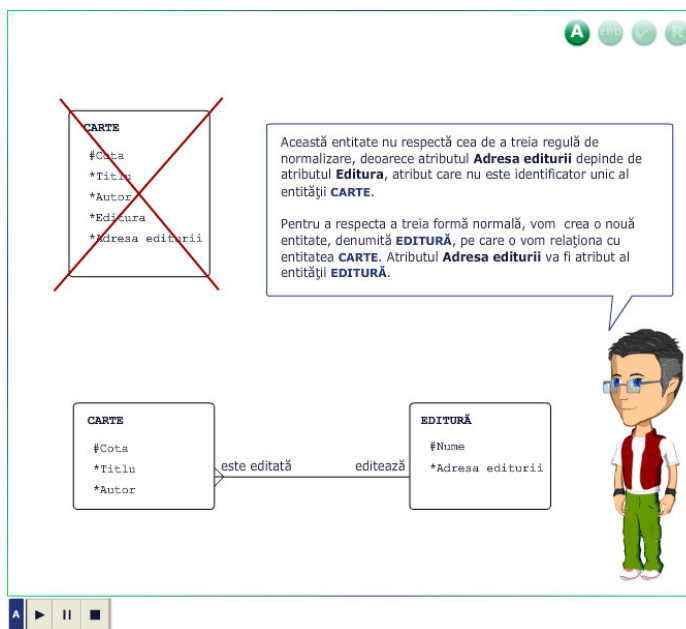 A ERD R
CARTE
#Cota
*Titlu
*Autor
*Editura
*Adresa editurii
Această entitate nu respectă cea de a treia regulă de
normalizare, deoarece atributul Adresa editurii depinde de
atributul Editura, atribut care nu este identificator unic al
entităţii CARTE.
Pentru a respecta a treia formă normală, vom crea o nouă
entitate, denumită EDITURĂ, pe care o vom relaţiona cu
entitatea CARTE. Atributul Adresa editurii va fi atribut al
entităţii EDITURĂ.
CARTE
#Cota
*Titlu
*Autor
este editată
editează
EDITURĂ
#Nume
*Adresa editurii
A